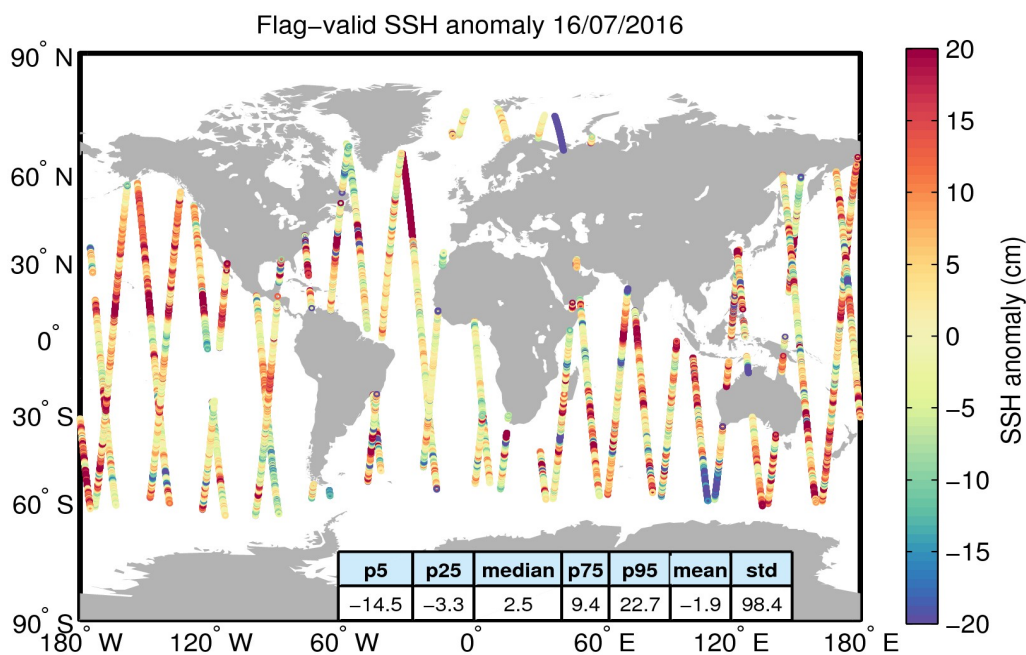 Flag−valid SSH anomaly 16/07/2016
90° N
60° N
30° N
0°
30° S
60° S
90° S
180° W 120° W 60° W 0° 60° E 120° E 180° E
p5 p25 median p75 p95 mean std
−14.5 −3.3 2.5 9.4 22.7 −1.9 98.4
20
15
10
5
0
−5
−10
−15
−20
SSH anomaly (cm)